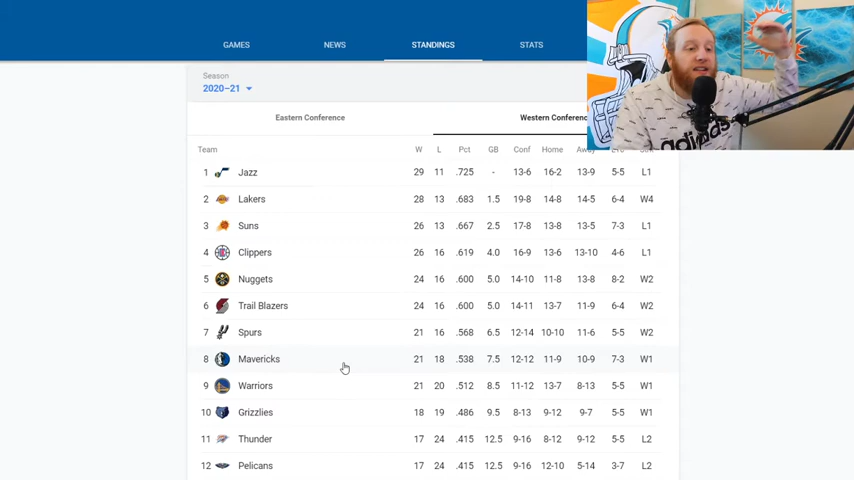 GAMES NEWS STANDINGS STATS
Season
2020–21
Eastern Conference Western Conference
Team W L Pct GB Conf Home Away
1 Jazz 29 11 .725 - 13-6 16-2 13-9 5-5 L1
2 Lakers 28 13 .683 1.5 19-8 14-8 14-5 6-4 W4
3 Suns 26 13 .667 2.5 17-8 13-8 13-5 7-3 L1
4 Clippers 26 16 .619 4.0 16-9 13-6 13-10 4-6 L1
5 Nuggets 24 16 .600 5.0 14-10 11-8 13-8 8-2 W2
6 Trail Blazers 24 16 .600 5.0 14-11 13-7 11-9 6-4 W2
7 Spurs 21 16 .568 6.5 12-14 10-10 11-6 5-5 W2
8 Mavericks 21 18 .538 7.5 12-12 11-9 10-9 7-3 W1
9 Warriors 21 20 .512 8.5 11-12 13-7 8-13 5-5 W1
10 Grizzlies 18 19 .486 9.5 8-13 9-12 9-7 5-5 W1
11 Thunder 17 24 .415 12.5 9-16 8-12 9-12 5-5 L2
12 Pelicans 17 24 .415 12.5 9-16 12-10 5-14 3-7 L2
adidas